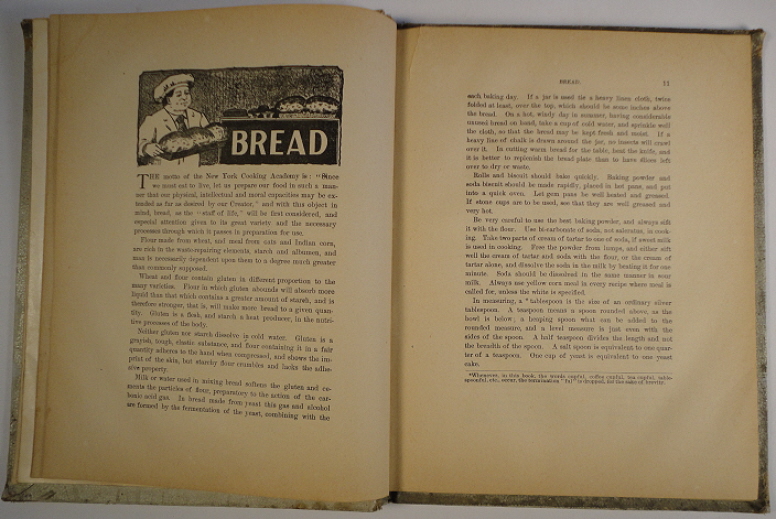 BREAD
THE motto of the New York Cooking Academy is: "Since
we must eat to live, let us prepare our food in such a man-
ner that our physical, intellectual and moral capacities may be ex-
tended as far as desired by our Creator," and with this object in
mind, bread, as the "staff of life," will be first considered, and
especial attention given to its great variety and the necessary
processes through which it passes in preparation for use.
Flour made from wheat, and meal from oats and Indian corn,
are rich in the waste-repairing elements, starch and albumen, and
man is necessarily dependent upon them to a degree much greater
than commonly supposed.
Wheat and flour contain gluten in different proportion to the
many varieties. Flour in which gluten abounds will absorb more
liquid than that which contains a greater amount of starch, and is
therefore stronger, that is, will make more bread to a given quan-
tity. Gluten is a flesh and starch a heat producer, in the nutri-
tive processes of the body.
Neither gluten nor starch dissolve in cold water. Gluten is a
grayish, tough, elastic substance, and flour containing it in a fair
quantity adheres to the hand when compressed, and shows the im-
print of the skin, but starchy flour crumbles and lacks the adhe-
sive property.
Milk or water used in mixing bread softens the gluten and ce-
ments the particles of flour, preparatory to the action of the car-
bonic acid gas. In bread made from yeast this gas and alcohol
are formed by the fermentation of the yeast, combining with the
BREAD. 11
each baking day. If a jar is used tie a heavy linen cloth, twice
folded at least, over the top, which should be some inches above
the bread. On a hot, windy day in summer, having considerable
unused bread on hand, take a cup of cold water, and sprinkle well
the cloth, so that the bread may be kept fresh and moist. If a
heavy line of chalk is drawn around the jar, no insects will crawl
over it. In cutting warm bread for the table, heat the knife, and
it is better to replenish the bread plate than to have slices left
over to dry or waste.
Rolls and biscuit should bake quickly. Baking powder and
soda biscuit should be made rapidly, placed in hot pans, and put
into a quick oven. Let gem pans be well heated and greased.
If stone cups are to be used, see that they are well greased and
very hot.
Be very careful to use the best baking powder, and always sift
it with the flour. Use bi-carbonate of soda, not saleratus, in cook-
ing. Take two parts of cream of tartar to one of soda, if sweet milk
is used in cooking. Free the powder from lumps, and either sift
well the cream of tartar and soda with the flour, or the cream of
tartar alone, and dissolve the soda in the milk by beating it for one
minute. Soda should be dissolved in the same manner in sour
milk. Always use yellow corn meal in every recipe where meal is
called for, unless the white is specified.
In measuring, a *tablespoon is the size of an ordinary silver
tablespoon. A teaspoon means a spoon rounded above, as the
bowl is below; a heaping spoon what can be added to the
rounded measure, and a level measure is just even with the
sides of the spoon. A half teaspoon divides the length and not
the breadth of the spoon. A salt spoon is equivalent to one quar-
ter of a teaspoon. One cup of yeast is equivalent to one yeast
cake.
*Whenever, in this book, the words cupful, coffee cupful, tea cupful, table-
spoonful, etc., occur, the termination "ful" is dropped, for the sake of brevity.